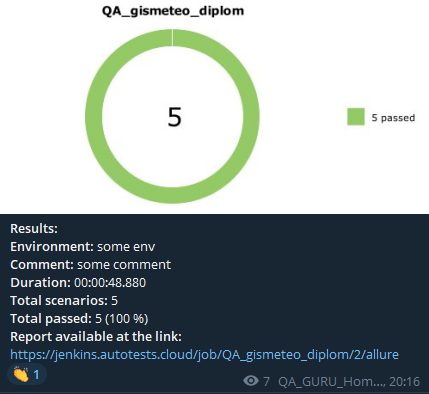 QA_gismeteo_diplom
5
5 passed
Results:
Environment: some env
Comment: some comment
Duration: 00:00:48.880
Total scenarios: 5
Total passed: 5 (100 %)
Report available at the link:
https://jenkins.autotests.cloud/job/QA_gismeteo_diplom/2/allure
1
7 QA_GURU_Hom..., 20:16